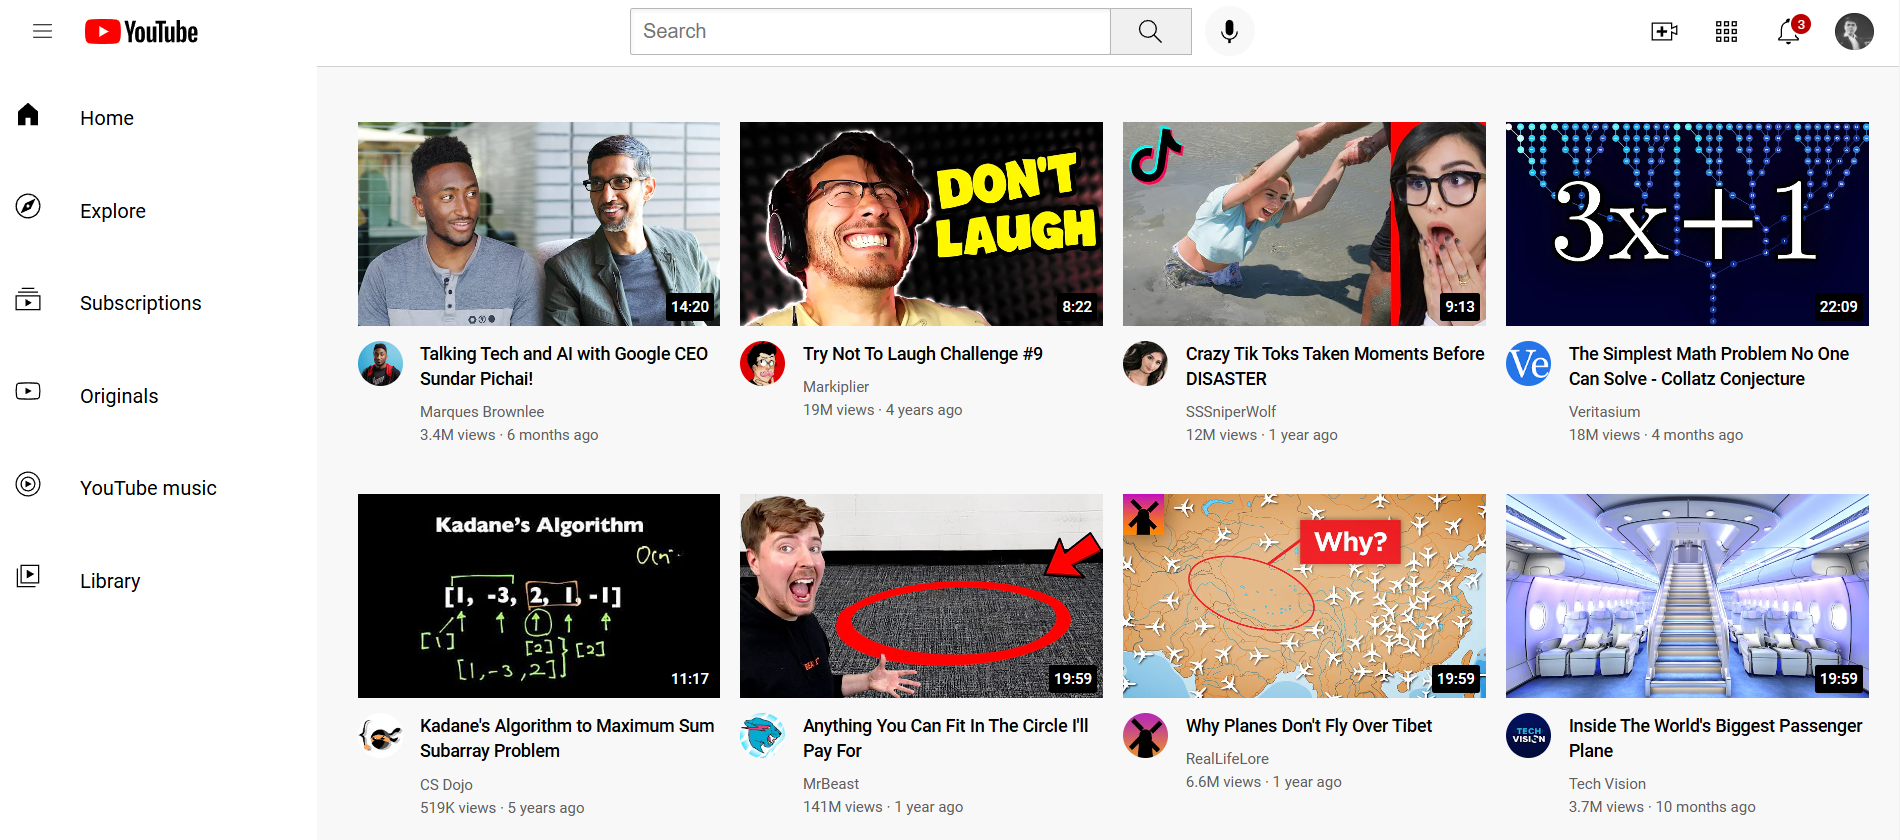 YouTube
Search
3
Home
Explore
Subscriptions
Originals
YouTube music
Library
14:20
Talking Tech and AI with Google CEO
Sundar Pichai!
Marques Brownlee
3.4M views · 6 months ago
DON'T
LAUGH
8:22
Try Not To Laugh Challenge #9
Markiplier
19M views · 4 years ago
9:13
Crazy Tik Toks Taken Moments Before
DISASTER
SSSniperWolf
12M views · 1 year ago
3x+1
22:09
Ve
The Simplest Math Problem No One
Can Solve - Collatz Conjecture
Veritasium
18M views · 4 months ago
Kadane's Algorithm
[1, -3, 2, 1, -1]
[1]
[2]
[2]
[1,-3,2]
11:17
Kadane's Algorithm to Maximum Sum
Subarray Problem
CS Dojo
519K views · 5 years ago
19:59
Anything You Can Fit In The Circle I'll
Pay For
MrBeast
141M views · 1 year ago
Why?
19:59
Why Planes Don't Fly Over Tibet
RealLifeLore
6.6M views · 1 year ago
19:59
TECH
VISION
Inside The World's Biggest Passenger
Plane
Tech Vision
3.7M views · 10 months ago